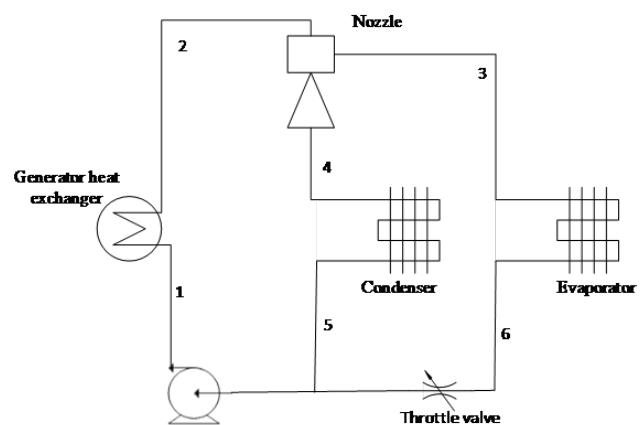 Nozzle
2
3
4
Generator heat
exchanger
Condenser
Evaporator
1
5
6
Throttle valve